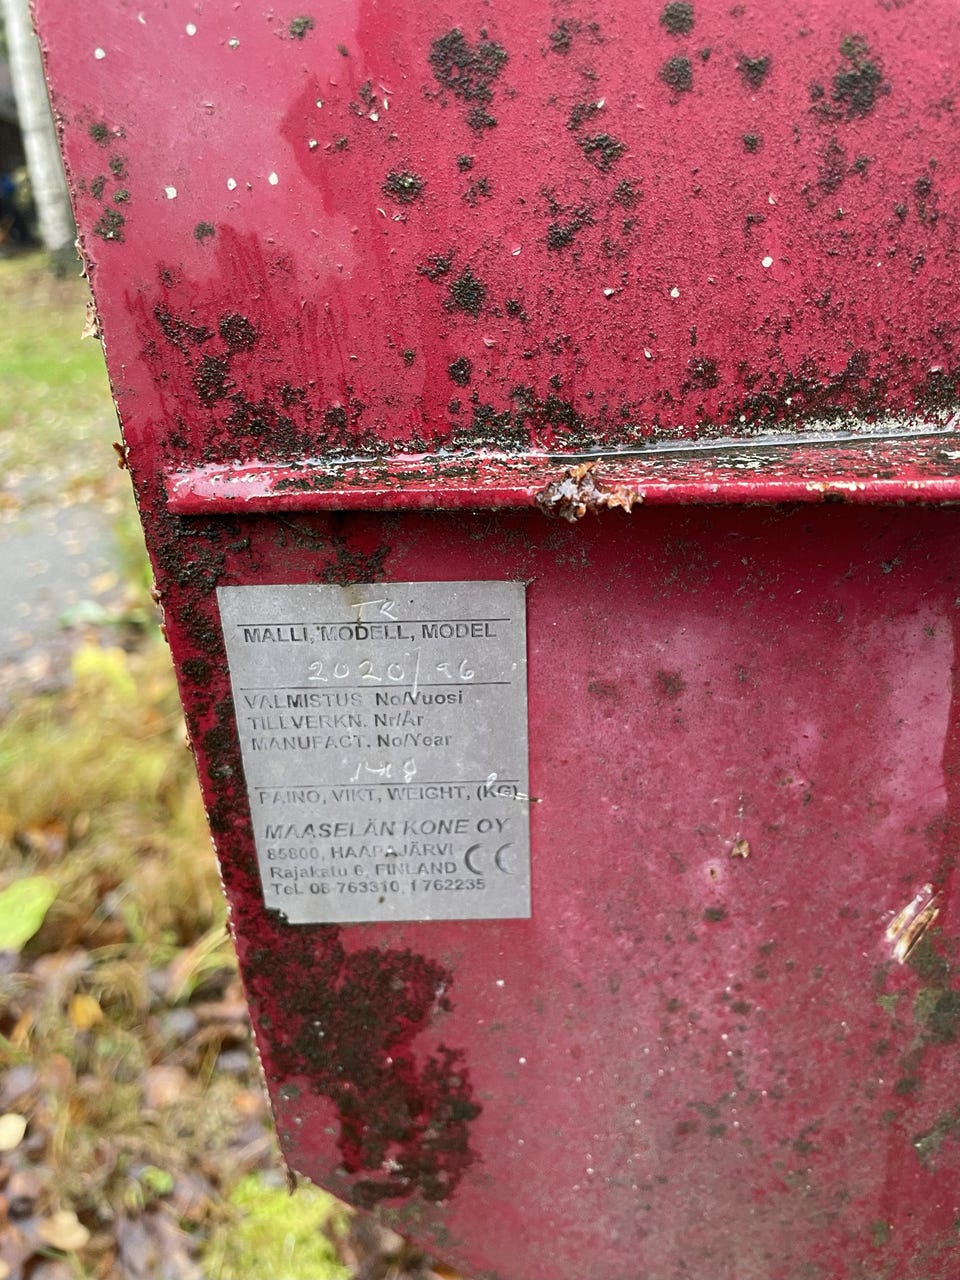 TR
MALLI, MODELL, MODEL
2020/96
VALMISTUS No/Vuosi
TILLVERKN. Nr/År
MANUFACT. No/Year
148
PAINO, VIKT, WEIGHT, (KG)
MAASELÄN KONE OY
85800, HAAPAJÄRVI
Rajakatu 6, FINLAND CE
Tel. 08-763310, 1762235